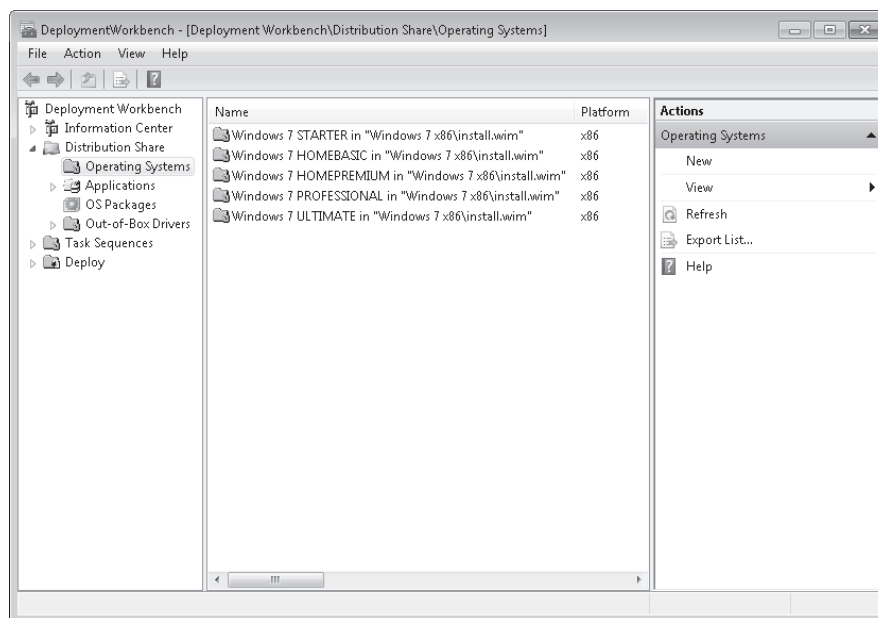 DeploymentWorkbench - [Deployment Workbench\Distribution Share\Operating Systems]
File Action View Help
Deployment Workbench
Information Center
Distribution Share
Operating Systems
Applications
OS Packages
Out-of-Box Drivers
Task Sequences
Deploy
Name Platform
Windows 7 STARTER in "Windows 7 x86\install.wim" x86
Windows 7 HOMEBASIC in "Windows 7 x86\install.wim" x86
Windows 7 HOMEPREMIUM in "Windows 7 x86\install.wim" x86
Windows 7 PROFESSIONAL in "Windows 7 x86\install.wim" x86
Windows 7 ULTIMATE in "Windows 7 x86\install.wim" x86
Actions
Operating Systems
New
View
Refresh
Export List...
Help